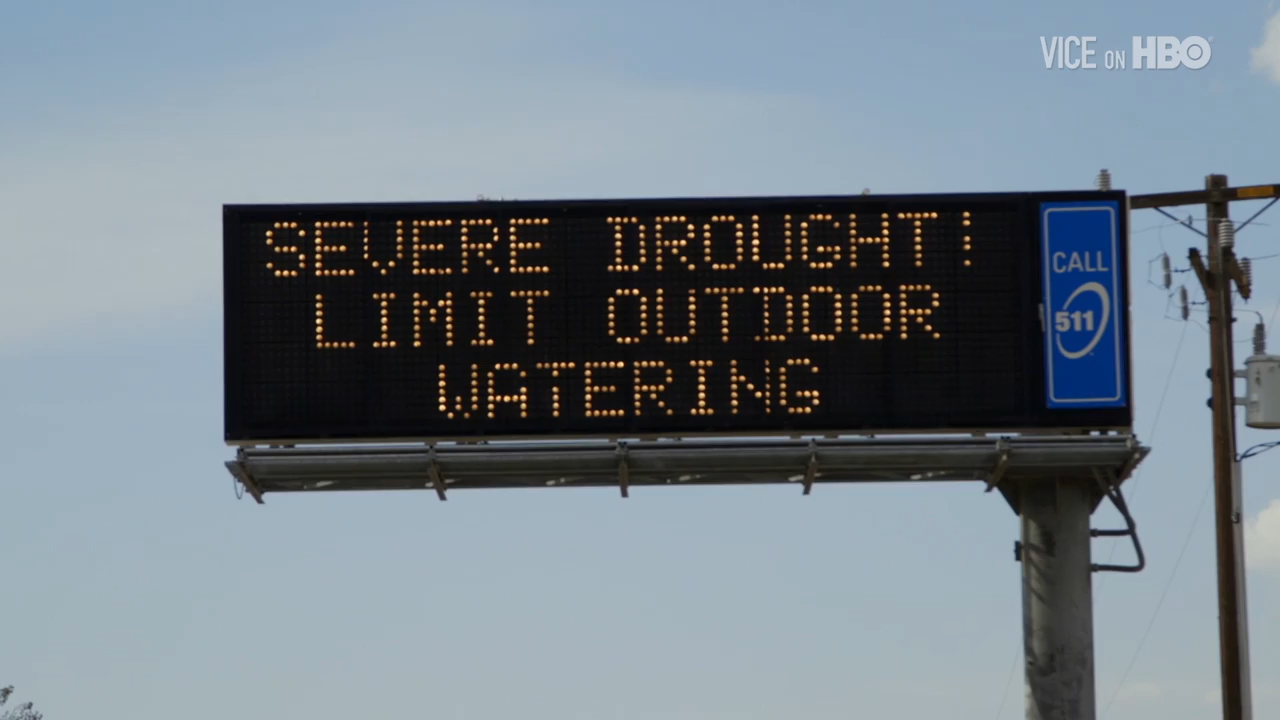 VICE ON HBO
SEVERE DROUGHT!
LIMIT OUTDOOR
WATERING
CALL
511